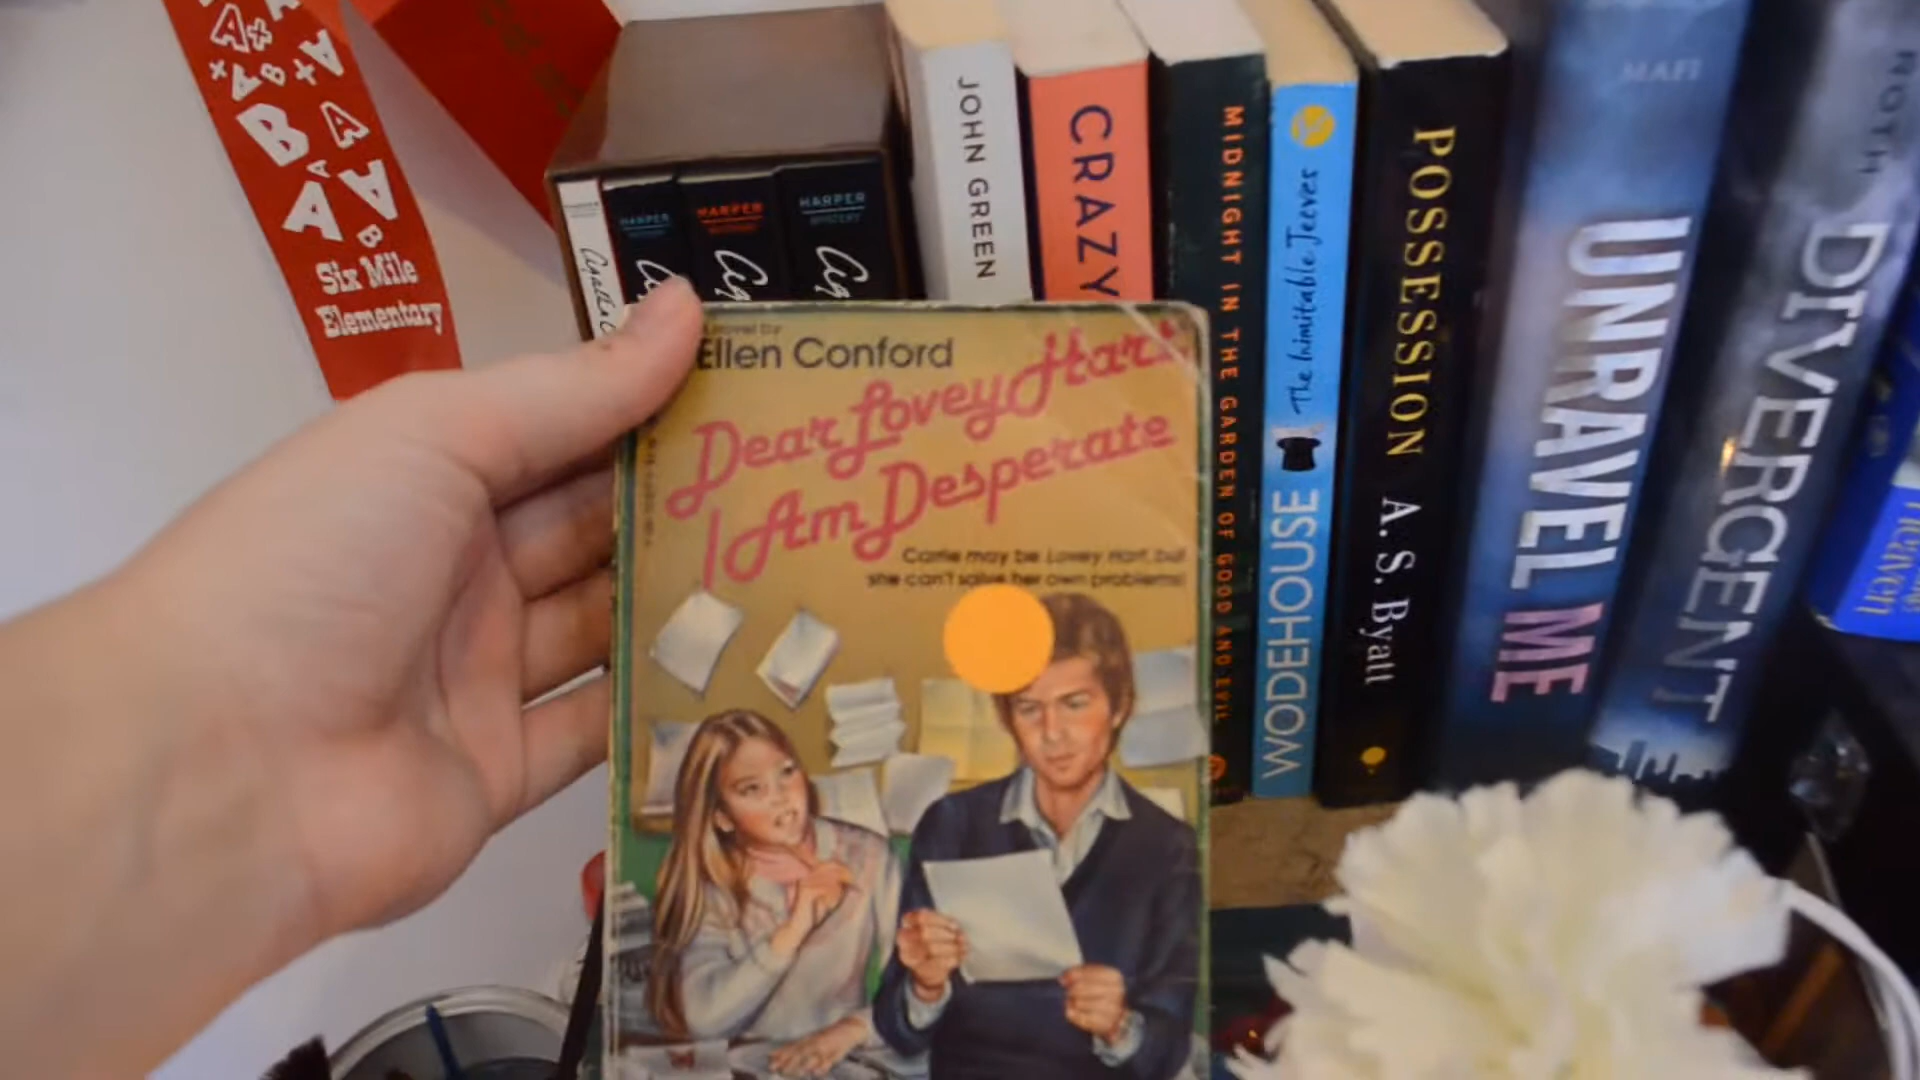 A+
B
A
A
A
A
B
Six Mile
Elementary
HARPER
HARPER
HARPER
MYSTERY
JOHN GREEN
CRAZY
MIDNIGHT IN THE GARDEN OF GOOD AND EVIL
The Inimitable Jeeves
WODEHOUSE
POSSESSION A. S. Byatt
MAFI
UNRAVEL ME
ROTH
DIVERGENT
Heaven
A novel by
Ellen Conford
Dear Lovey Hart
I Am Desperate
Carrie may be Lovey Hart, but
she can't solve her own problems!